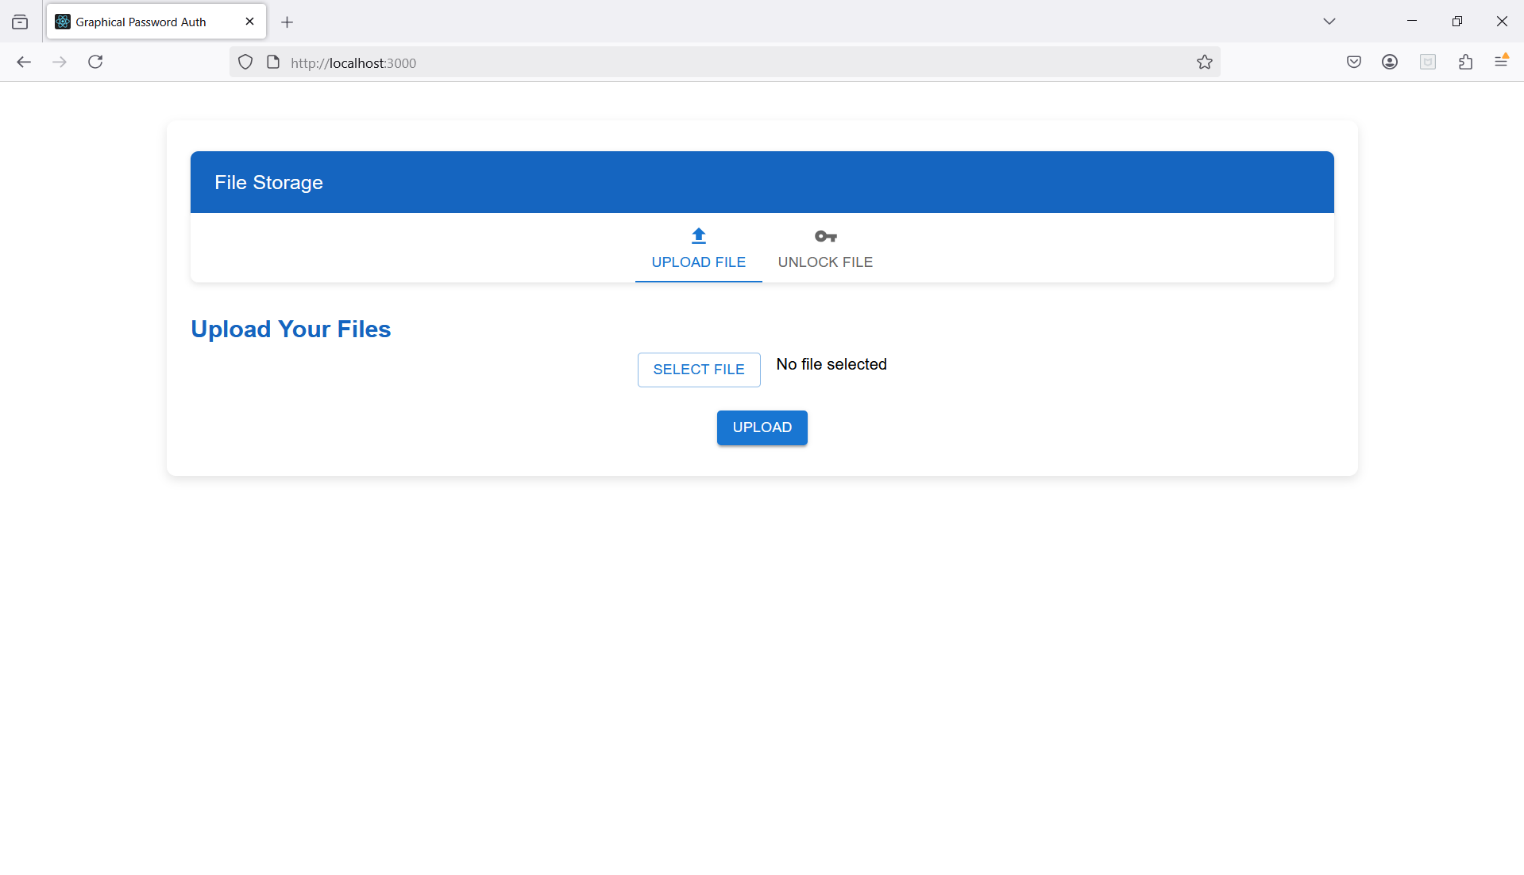 Graphical Password Auth
http://localhost:3000
File Storage
UPLOAD FILE
UNLOCK FILE
Upload Your Files
SELECT FILE
No file selected
UPLOAD